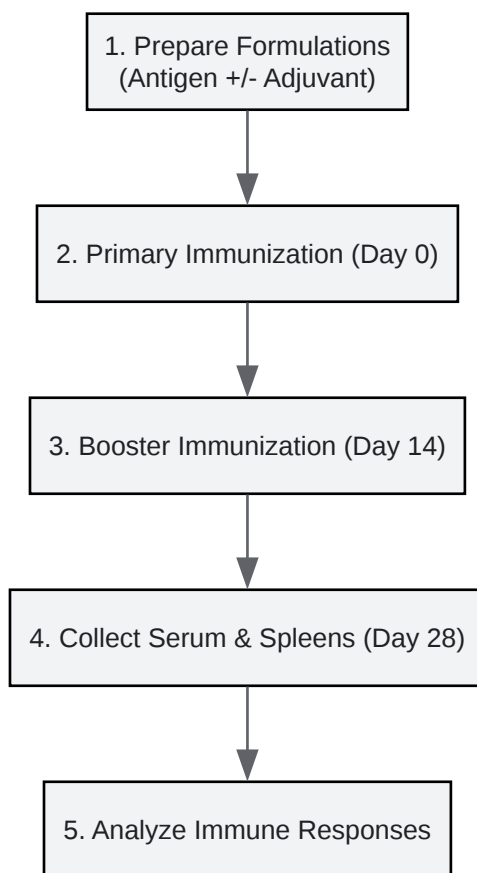 1. Prepare Formulations
(Antigen +/- Adjuvant)
2. Primary Immunization (Day 0)
3. Booster Immunization (Day 14)
4. Collect Serum & Spleens (Day 28)
5. Analyze Immune Responses